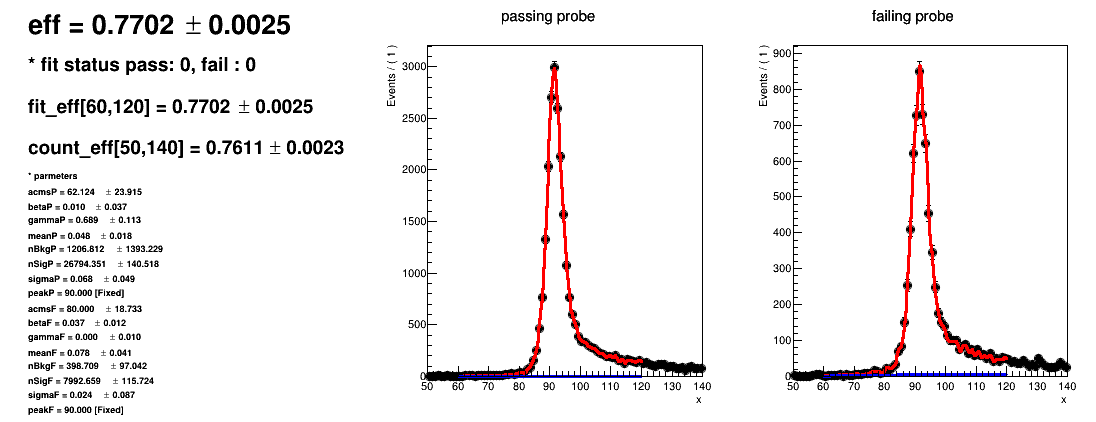 eff = 0.7702 ± 0.0025
* fit status pass: 0, fail : 0
fit_eff[60,120] = 0.7702 ± 0.0025
count_eff[50,140] = 0.7611 ± 0.0023
* parmeters
acmsP = 62.124 ± 23.915
betaP = 0.010 ± 0.037
gammaP = 0.689 ± 0.113
meanP = 0.048 ± 0.018
nBkgP = 1206.812 ± 1393.229
nSigP = 26794.351 ± 140.518
sigmaP = 0.068 ± 0.049
peakP = 90.000 [Fixed]
acmsF = 80.000 ± 18.733
betaF = 0.037 ± 0.012
gammaF = 0.000 ± 0.010
meanF = 0.078 ± 0.041
nBkgF = 398.709 ± 97.042
nSigF = 7992.659 ± 115.724
sigmaF = 0.024 ± 0.087
peakF = 90.000 [Fixed]
passing probe
Events / ( 1 )
3000
2500
2000
1500
1000
500
0
50 60 70 80 90 100 110 120 130 140
x
failing probe
Events / ( 1 )
900
800
700
600
500
400
300
200
100
0
50 60 70 80 90 100 110 120 130 140
x